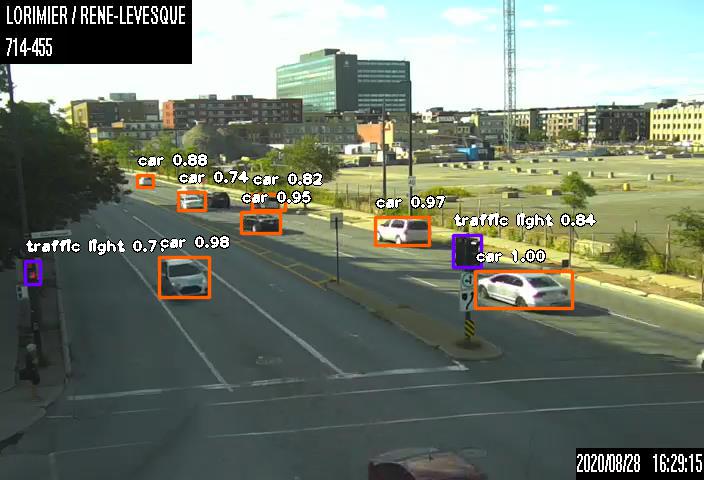 LORIMIER / RENE-LEVESQUE
714-455
car 0.88
car 0.74
car 0.82
car 0.95
car 0.97
traffic light 0.84
traffic light 0.7
car 0.98
car 1.00
2020/08/28 16:29:15